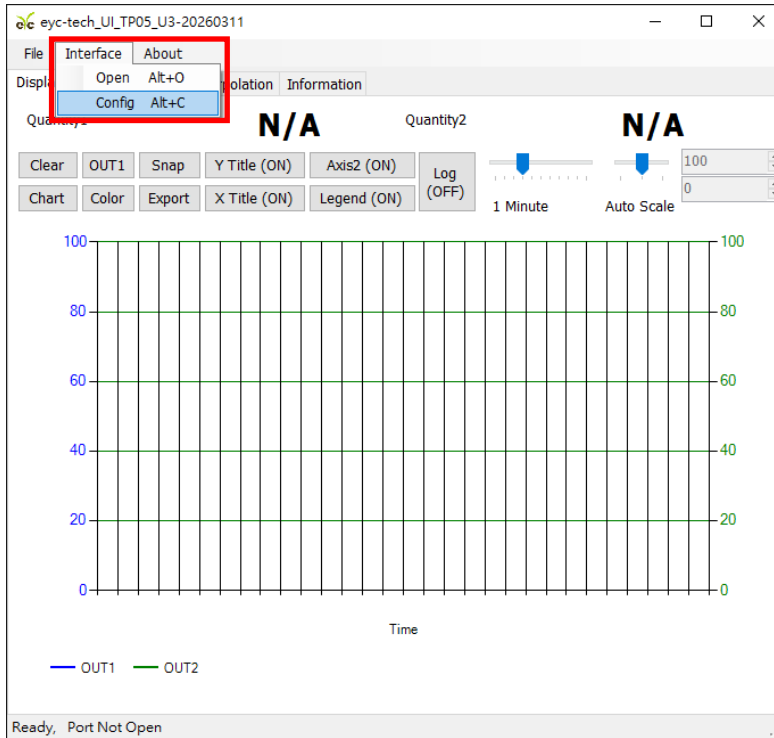 eyc-tech_UI_TP05_U3-20260311
File Interface About
Open Alt+O
Config Alt+C
Information
N/A
Quantity2
N/A
Clear OUT1 Snap Y Title (ON) Axis2 (ON)
Log
(OFF)
Chart Color Export X Title (ON) Legend (ON)
1 Minute
Auto Scale
100
0
100
80
60
40
20
0
100
80
60
40
20
0
Time
OUT1 OUT2
Ready, Port Not Open